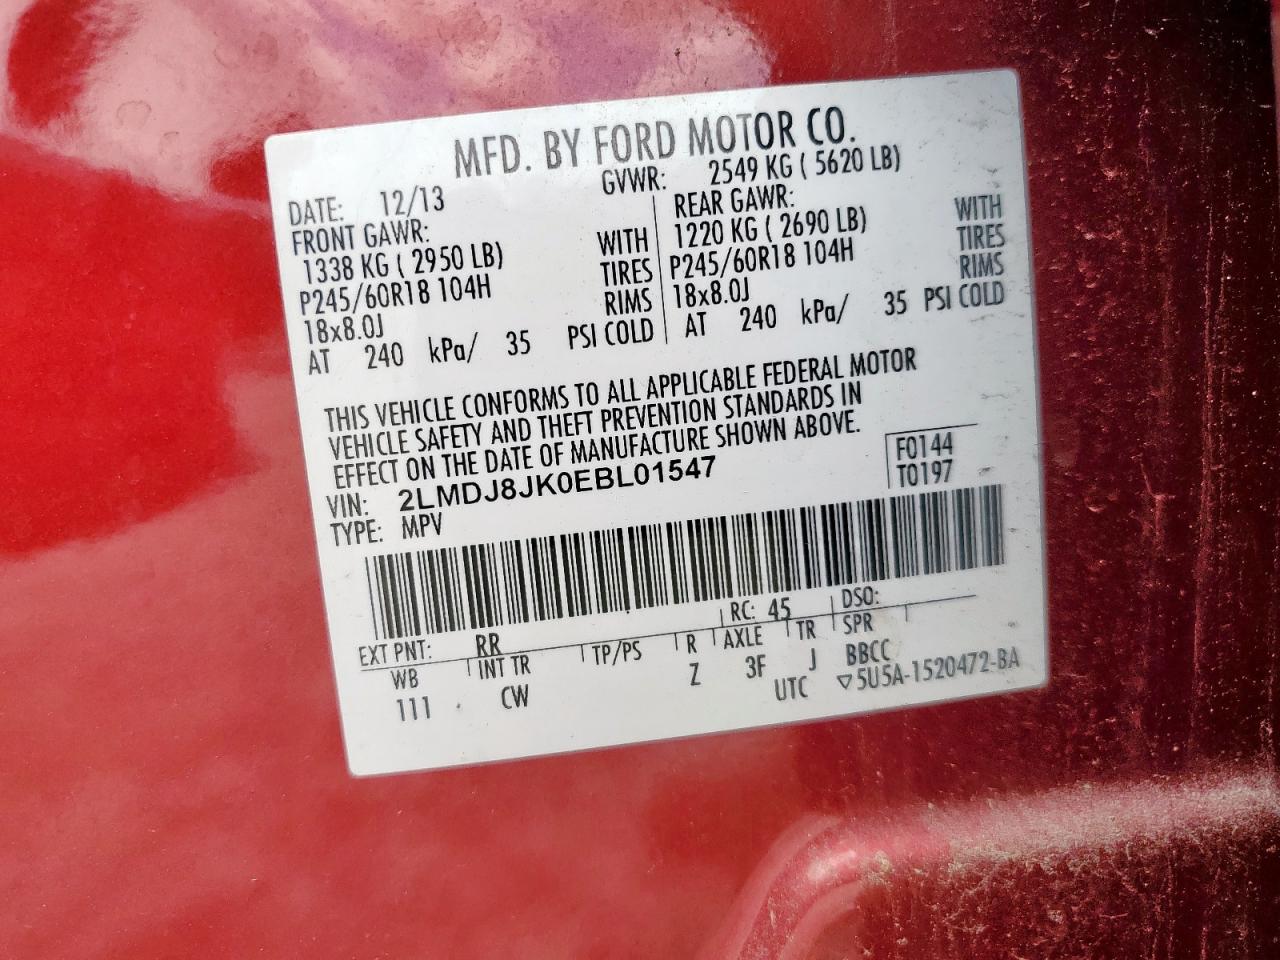 MFD. BY FORD MOTOR CO.
DATE: 12/13 GVWR: 2549 KG ( 5620 LB)
FRONT GAWR: REAR GAWR:
1338 KG ( 2950 LB) WITH 1220 KG ( 2690 LB) WITH
P245/60R18 104H TIRES P245/60R18 104H TIRES
18x8.0J RIMS 18x8.0J RIMS
AT 240 kPa/ 35 PSI COLD AT 240 kPa/ 35 PSI COLD
THIS VEHICLE CONFORMS TO ALL APPLICABLE FEDERAL MOTOR
VEHICLE SAFETY AND THEFT PREVENTION STANDARDS IN
EFFECT ON THE DATE OF MANUFACTURE SHOWN ABOVE.
VIN: 2LMDJ8JK0EBL01547 F0144
TYPE: MPV T0197
EXT PNT: RR RC: 45 DSO:
WB INT TR TP/PS R AXLE TR SPR
111 CW Z 3F J BBCC
UTC ▽5U5A-1520472-BA